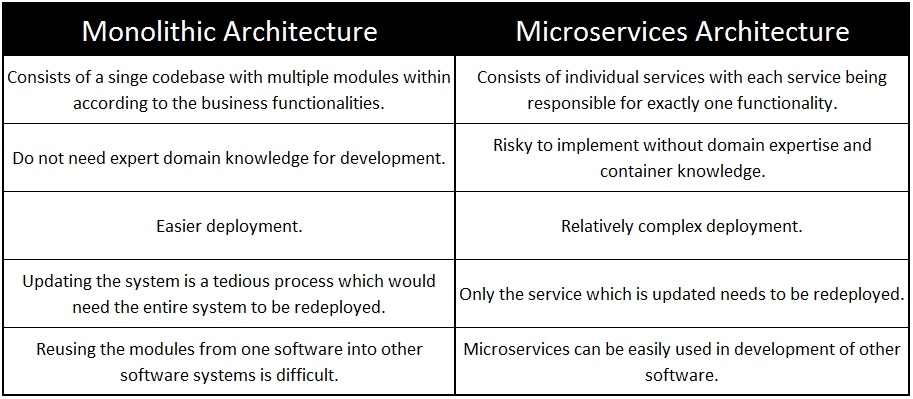 Monolithic Architecture
Microservices Architecture
Consists of a singe codebase with multiple modules within
according to the business functionalities.
Consists of individual services with each service being
responsible for exactly one functionality.
Do not need expert domain knowledge for development.
Risky to implement without domain expertise and
container knowledge.
Easier deployment.
Relatively complex deployment.
Updating the system is a tedious process which would
need the entire system to be redeployed.
Only the service which is updated needs to be redeployed.
Reusing the modules from one software into other
software systems is difficult.
Microservices can be easily used in development of other
software.